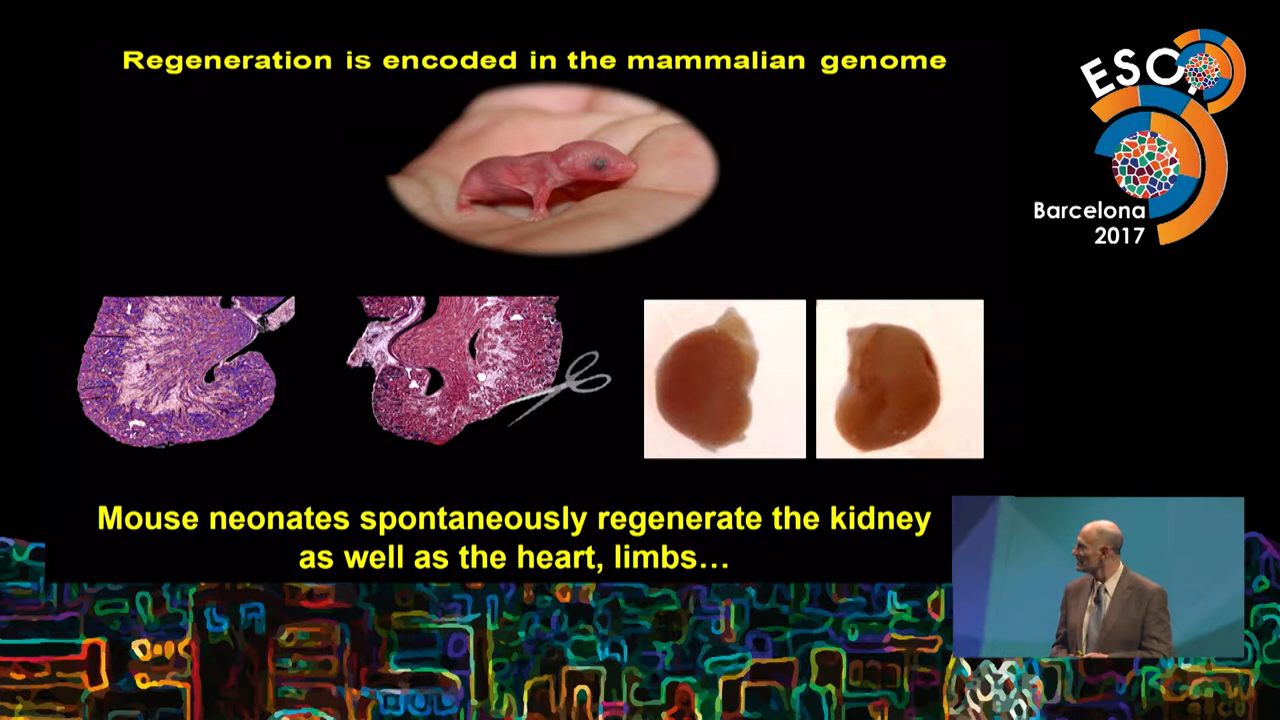 Regeneration is encoded in the mammalian genome
ESOT
Barcelona
2017
Mouse neonates spontaneously regenerate the kidney
as well as the heart, limbs…